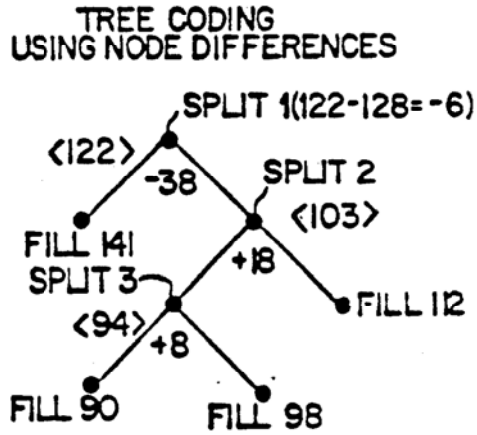 TREE CODING
USING NODE DIFFERENCES
SPLIT 1(122-128=-6)
<122>
-38
SPLIT 2
<103>
FILL 141
+18
SPLIT 3
FILL 112
<94>
+8
FILL 90
FILL 98